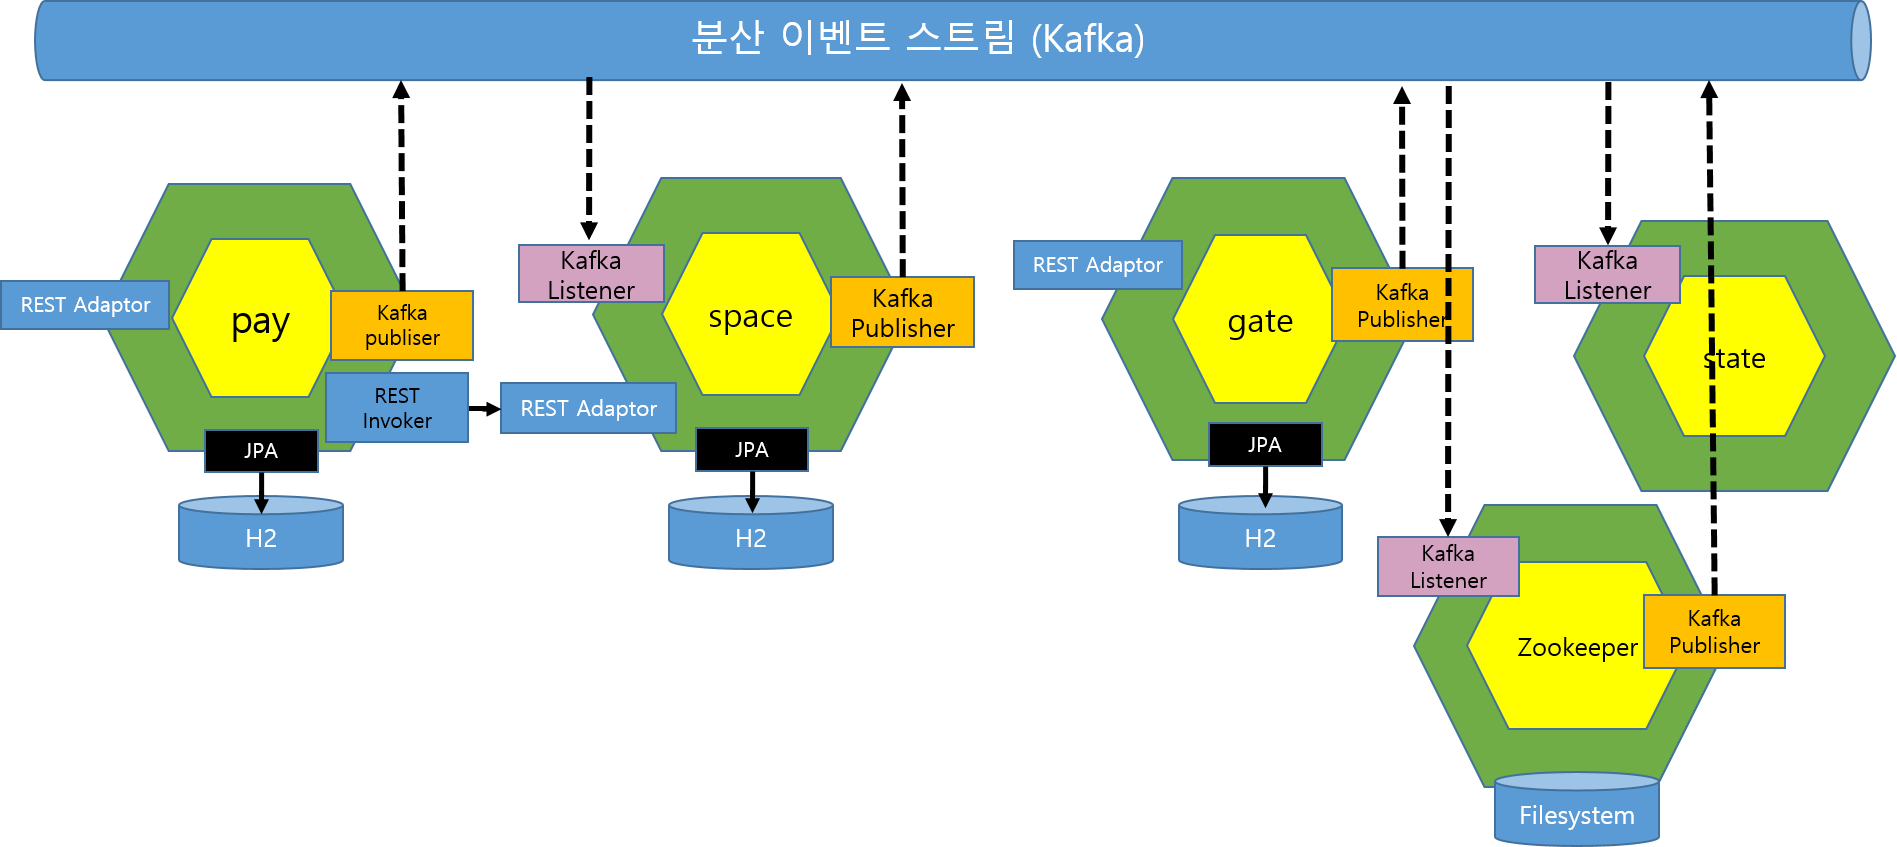 분산 이벤트 스트림 (Kafka)
REST Adaptor
pay
Kafka
publiser
REST
Invoker
JPA
H2
Kafka
Listener
space
Kafka
Publisher
REST Adaptor
JPA
H2
REST Adaptor
gate
Kafka
Publisher
JPA
H2
Kafka
Listener
state
Kafka
Listener
Zookeeper
Kafka
Publisher
Filesystem